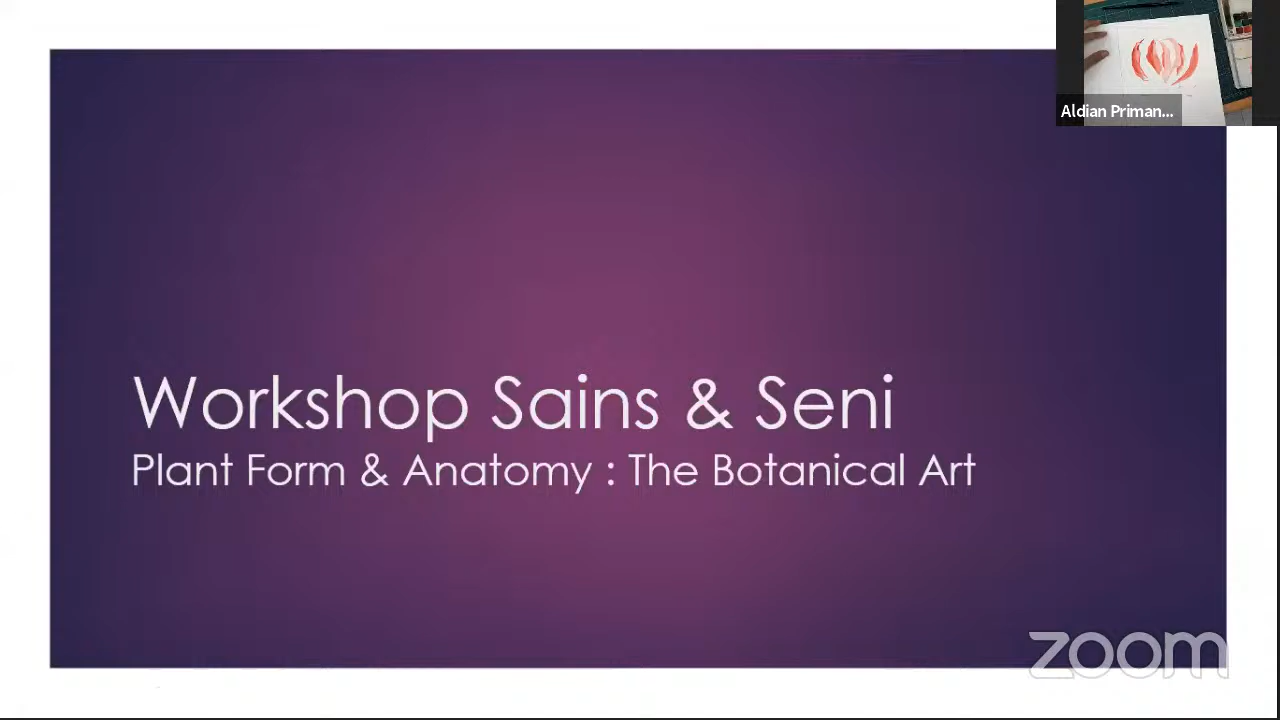 Aldian Priman...
Workshop Sains & Seni
Plant Form & Anatomy : The Botanical Art
zoom